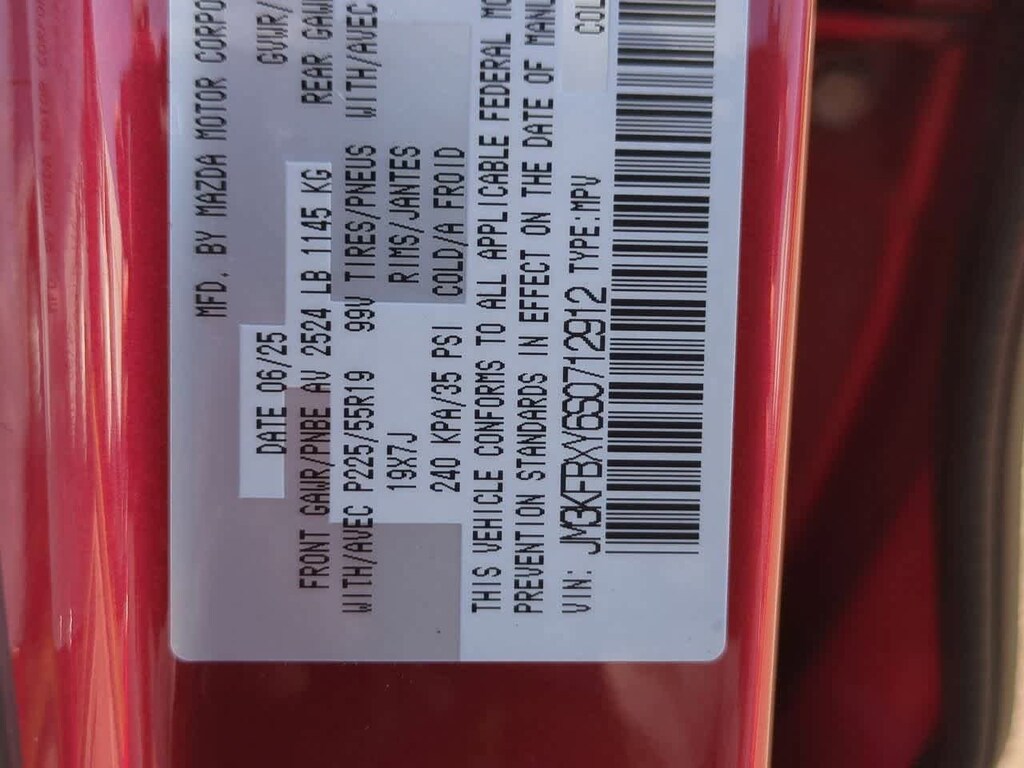 MFD. BY MAZDA MOTOR CORPO
DATE 06/25 GVWR/
FRONT GAWR/PNBE AV 2524 LB 1145 KG REAR GAW
WITH/AVEC P225/55R19 99V TIRES/PNEUS WITH/AVEC
19X7J RIMS/JANTES
240 KPA/35 PSI COLD/A FROID
THIS VEHICLE CONFORMS TO ALL APPLICABLE FEDERAL MO
PREVENTION STANDARDS IN EFFECT ON THE DATE OF MANU
VIN: JM3KFBXY6S0712912 TYPE:MPV COL